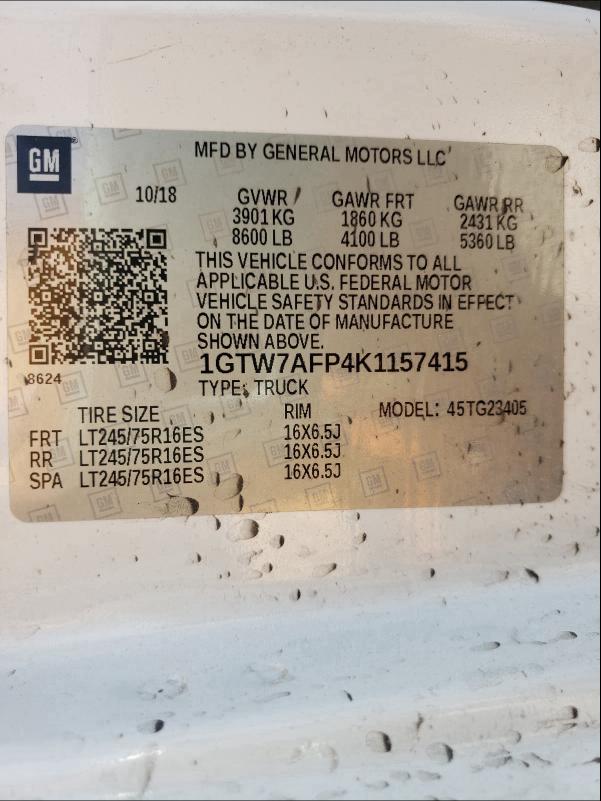 GM
MFD BY GENERAL MOTORS LLC
10/18 GVWR GAWR FRT GAWR RR
3901 KG 1860 KG 2431 KG
8600 LB 4100 LB 5360 LB
THIS VEHICLE CONFORMS TO ALL
APPLICABLE U.S. FEDERAL MOTOR
VEHICLE SAFETY STANDARDS IN EFFECT
ON THE DATE OF MANUFACTURE
SHOWN ABOVE.
1GTW7AFP4K1157415
8624
TYPE: TRUCK
TIRE SIZE RIM MODEL: 45TG23405
FRT LT245/75R16ES 16X6.5J
RR LT245/75R16ES 16X6.5J
SPA LT245/75R16ES 16X6.5J